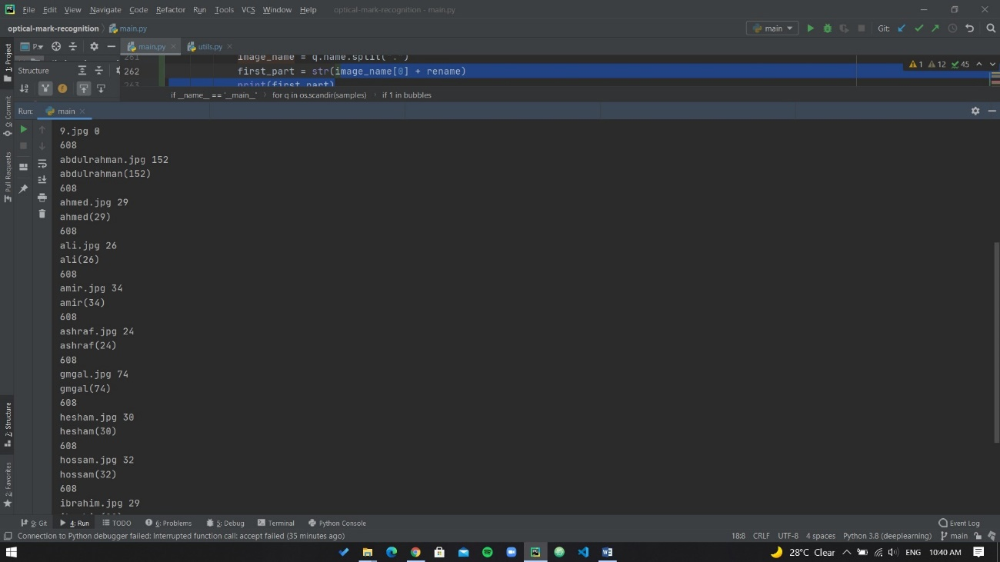 File Edit View Navigate Code Refactor Run Tools VCS Window Help optical-mark-recognition - main.py
optical-mark-recognition main.py main Git:
P.. main.py utils.py
1: Project
Structure
261 image_name = q.name.split(".")
262 first_part = str(image_name[0] + rename)
263 print(first_part)
1 12 45
if __name__ == '__main__' for q in os.scandir(samples) if 1 in bubbles
Run: main
Commit
Pull Requests
Z: Structure
2: Favorites
9.jpg 0
608
abdulrahman.jpg 152
abdulrahman(152)
608
ahmed.jpg 29
ahmed(29)
608
ali.jpg 26
ali(26)
608
amir.jpg 34
amir(34)
608
ashraf.jpg 24
ashraf(24)
608
gmgal.jpg 74
gmgal(74)
608
hesham.jpg 30
hesham(30)
608
hossam.jpg 32
hossam(32)
608
ibrahim.jpg 29
9: Git 4: Run TODO 6: Problems 5: Debug Terminal Python Console Event Log
Connection to Python debugger failed: Interrupted function call: accept failed (35 minutes ago) 18:8 CRLF UTF-8 4 spaces Python 3.8 (deeplearning) main
28°C Clear ENG 10:40 AM